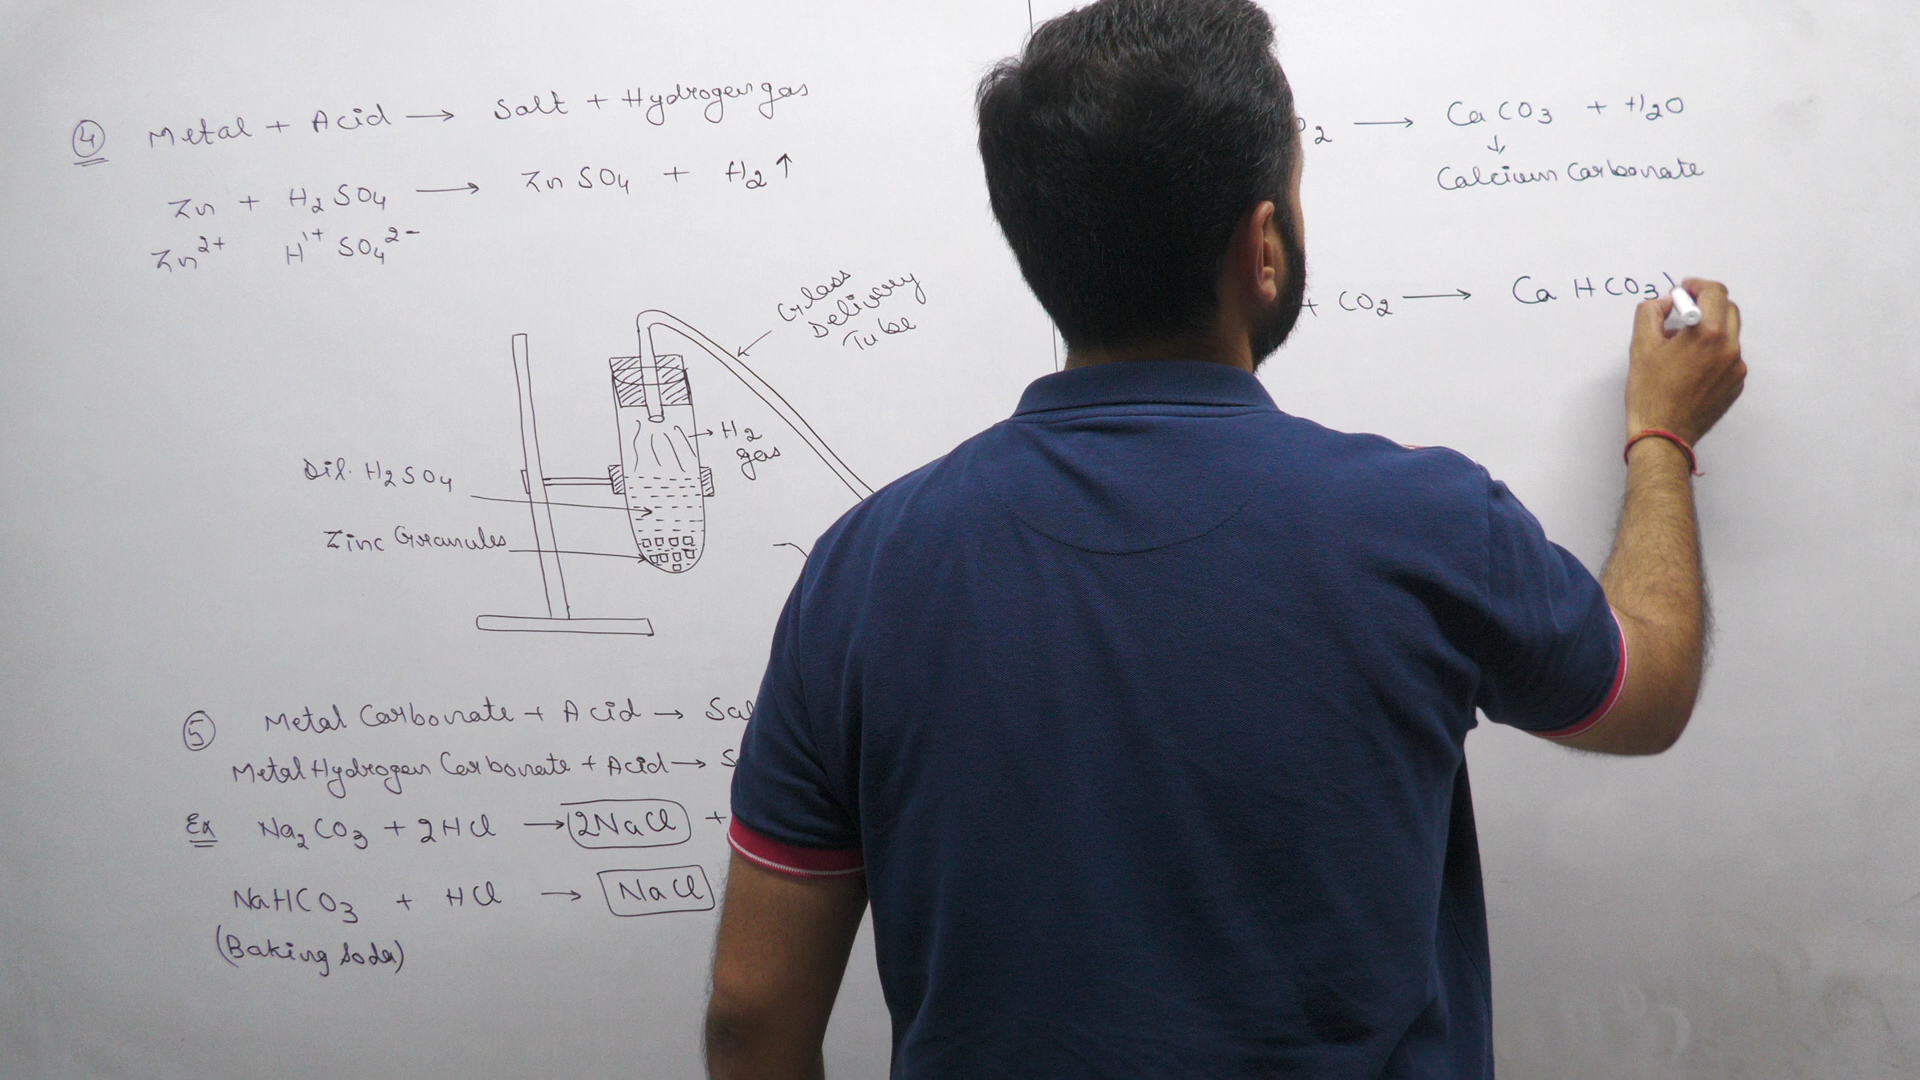 ④ Metal + Acid → Salt + Hydrogen gas
Zn + H₂SO₄ → ZnSO₄ + H₂↑
Zn²⁺ H¹⁺ SO₄²⁻
Glass
Delivery
Tube
H₂
gas
Dil. H₂SO₄
Zinc Granules
⑤ Metal Carbonate + Acid → Sal
Metal Hydrogen Carbonate + Acid → S
Ex Na₂CO₃ + 2HCl → 2NaCl +
NaHCO₃ + HCl → NaCl
(Baking Soda)
O₂ → CaCO₃ + H₂O
↓
Calcium Carbonate
+ CO₂ → Ca HCO₃)